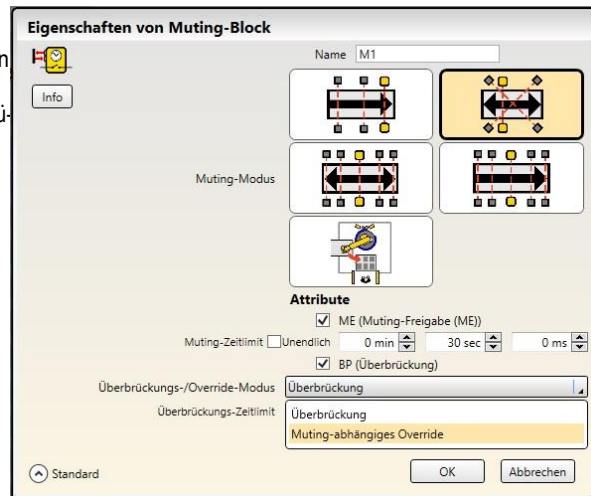 Eigenschaften von Muting-Block
n
Name M1
Info
ü-
Muting-Modus
Attribute
ME (Muting-Freigabe (ME))
Muting-Zeitlimit Unendlich 0 min 30 sec 0 ms
BP (Überbrückung)
Überbrückungs-/Override-Modus Überbrückung
Überbrückungs-Zeitlimit Überbrückung
Muting-abhängiges Override
Standard OK Abbrechen